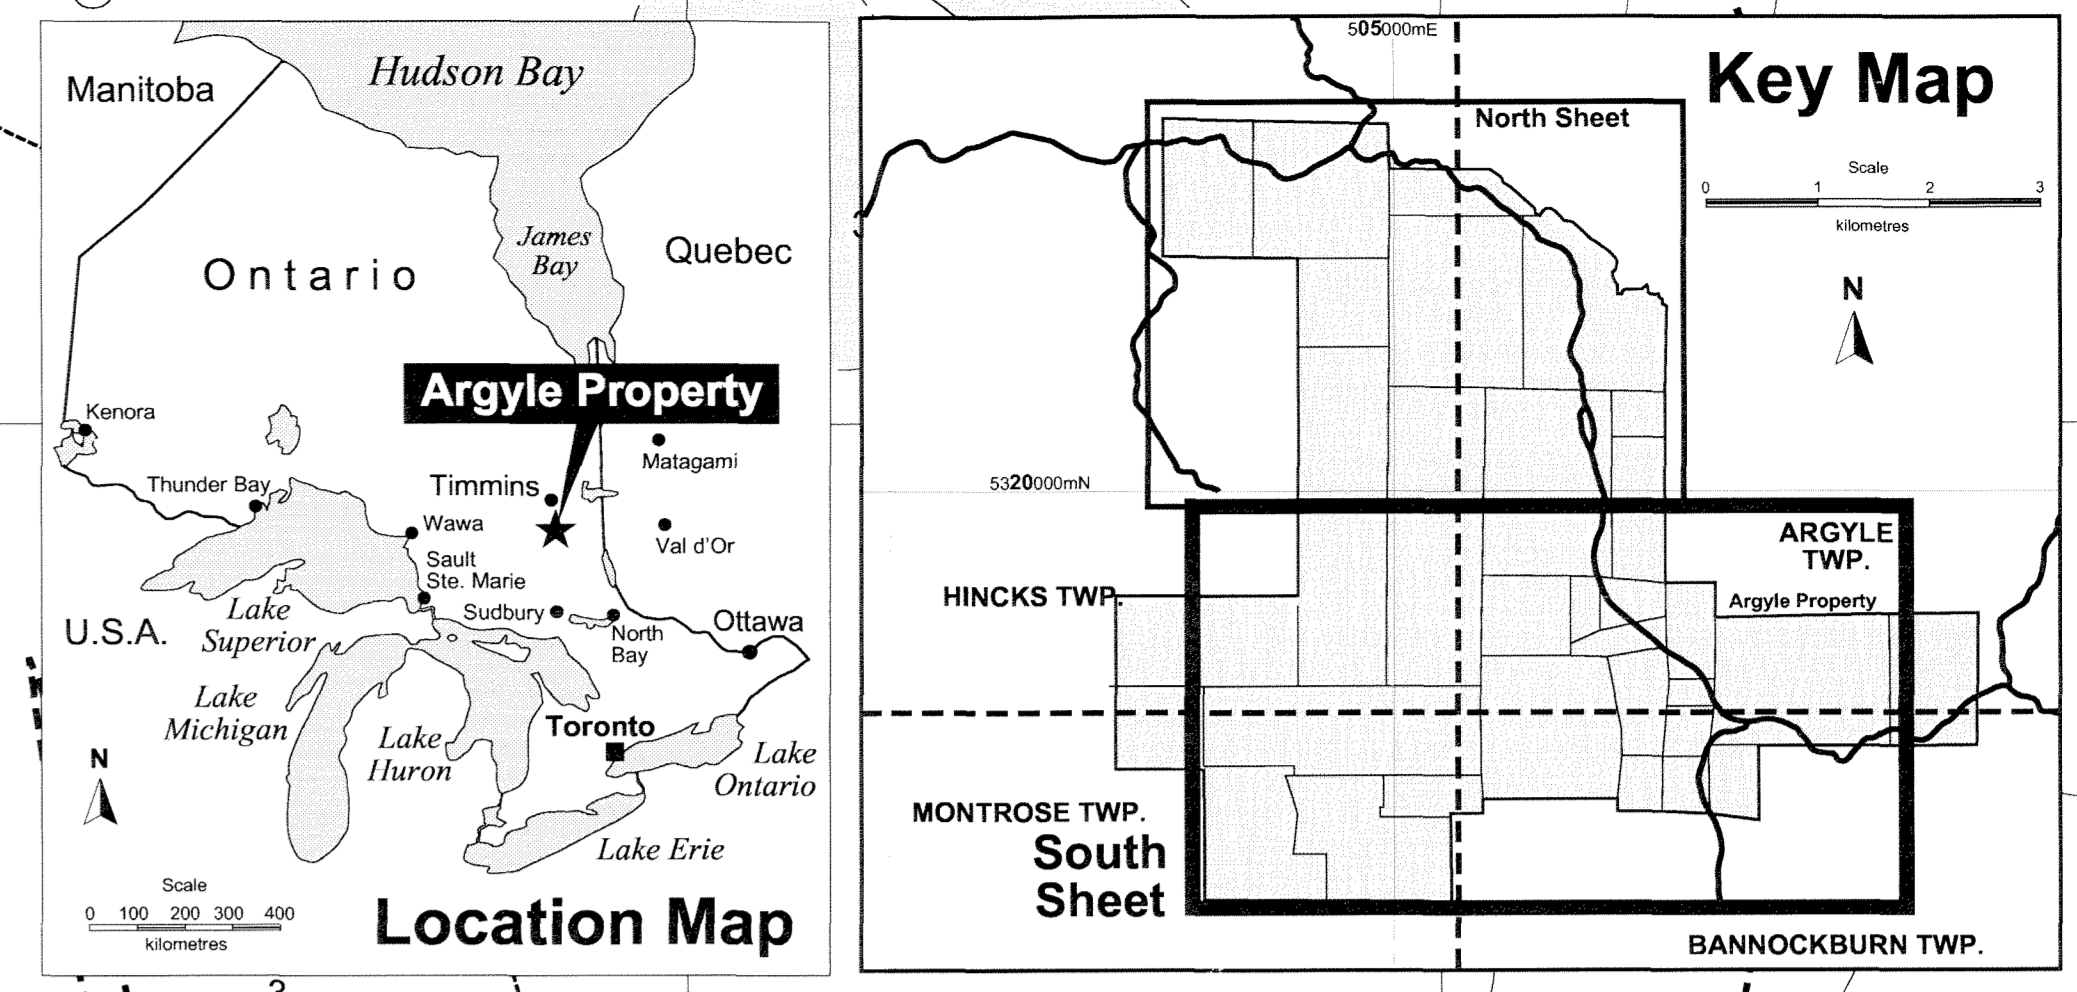 Hudson Bay
Manitoba
James
Bay
Quebec
Ontario
Argyle Property
Kenora
Matagami
Thunder Bay
Timmins
Wawa
Val d'Or
Sault
Ste. Marie
Lake
Superior
Sudbury
North
Bay
Ottawa
U.S.A.
Lake
Michigan
Toronto
Lake
Huron
Lake
Ontario
N
Lake Erie
Scale
0 100 200 300 400
kilometres
Location Map
505000mE
Key Map
North Sheet
Scale
0 1 2 3
kilometres
N
5320000mN
ARGYLE
TWP.
HINCKS TWP.
Argyle Property
MONTROSE TWP.
South
Sheet
BANNOCKBURN TWP.